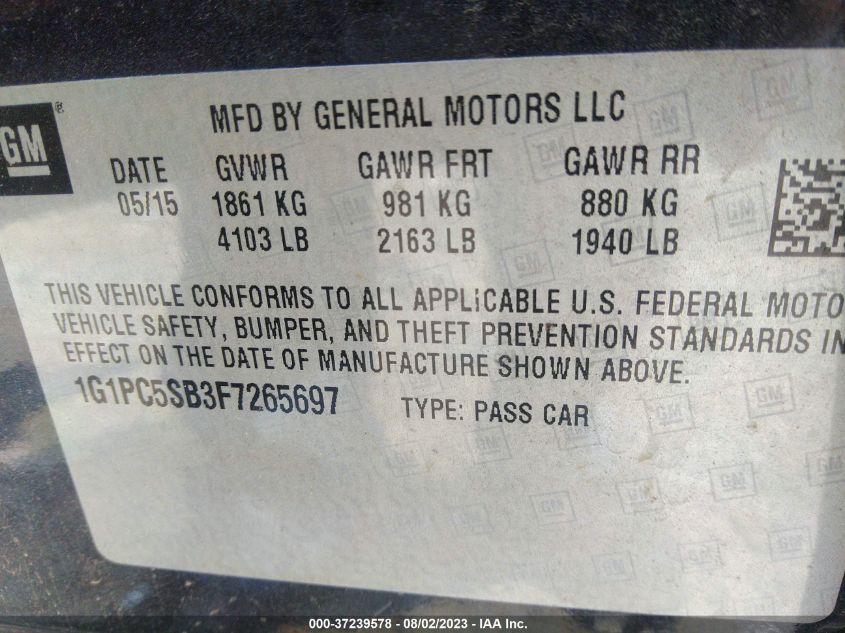 GM ®
MFD BY GENERAL MOTORS LLC
DATE GVWR GAWR FRT GAWR RR
05/15 1861 KG 981 KG 880 KG
4103 LB 2163 LB 1940 LB
THIS VEHICLE CONFORMS TO ALL APPLICABLE U.S. FEDERAL MOTO
VEHICLE SAFETY, BUMPER, AND THEFT PREVENTION STANDARDS IN
EFFECT ON THE DATE OF MANUFACTURE SHOWN ABOVE.
1G1PC5SB3F7265697 TYPE: PASS CAR
000-37239578 - 08/02/2023 - IAA Inc.